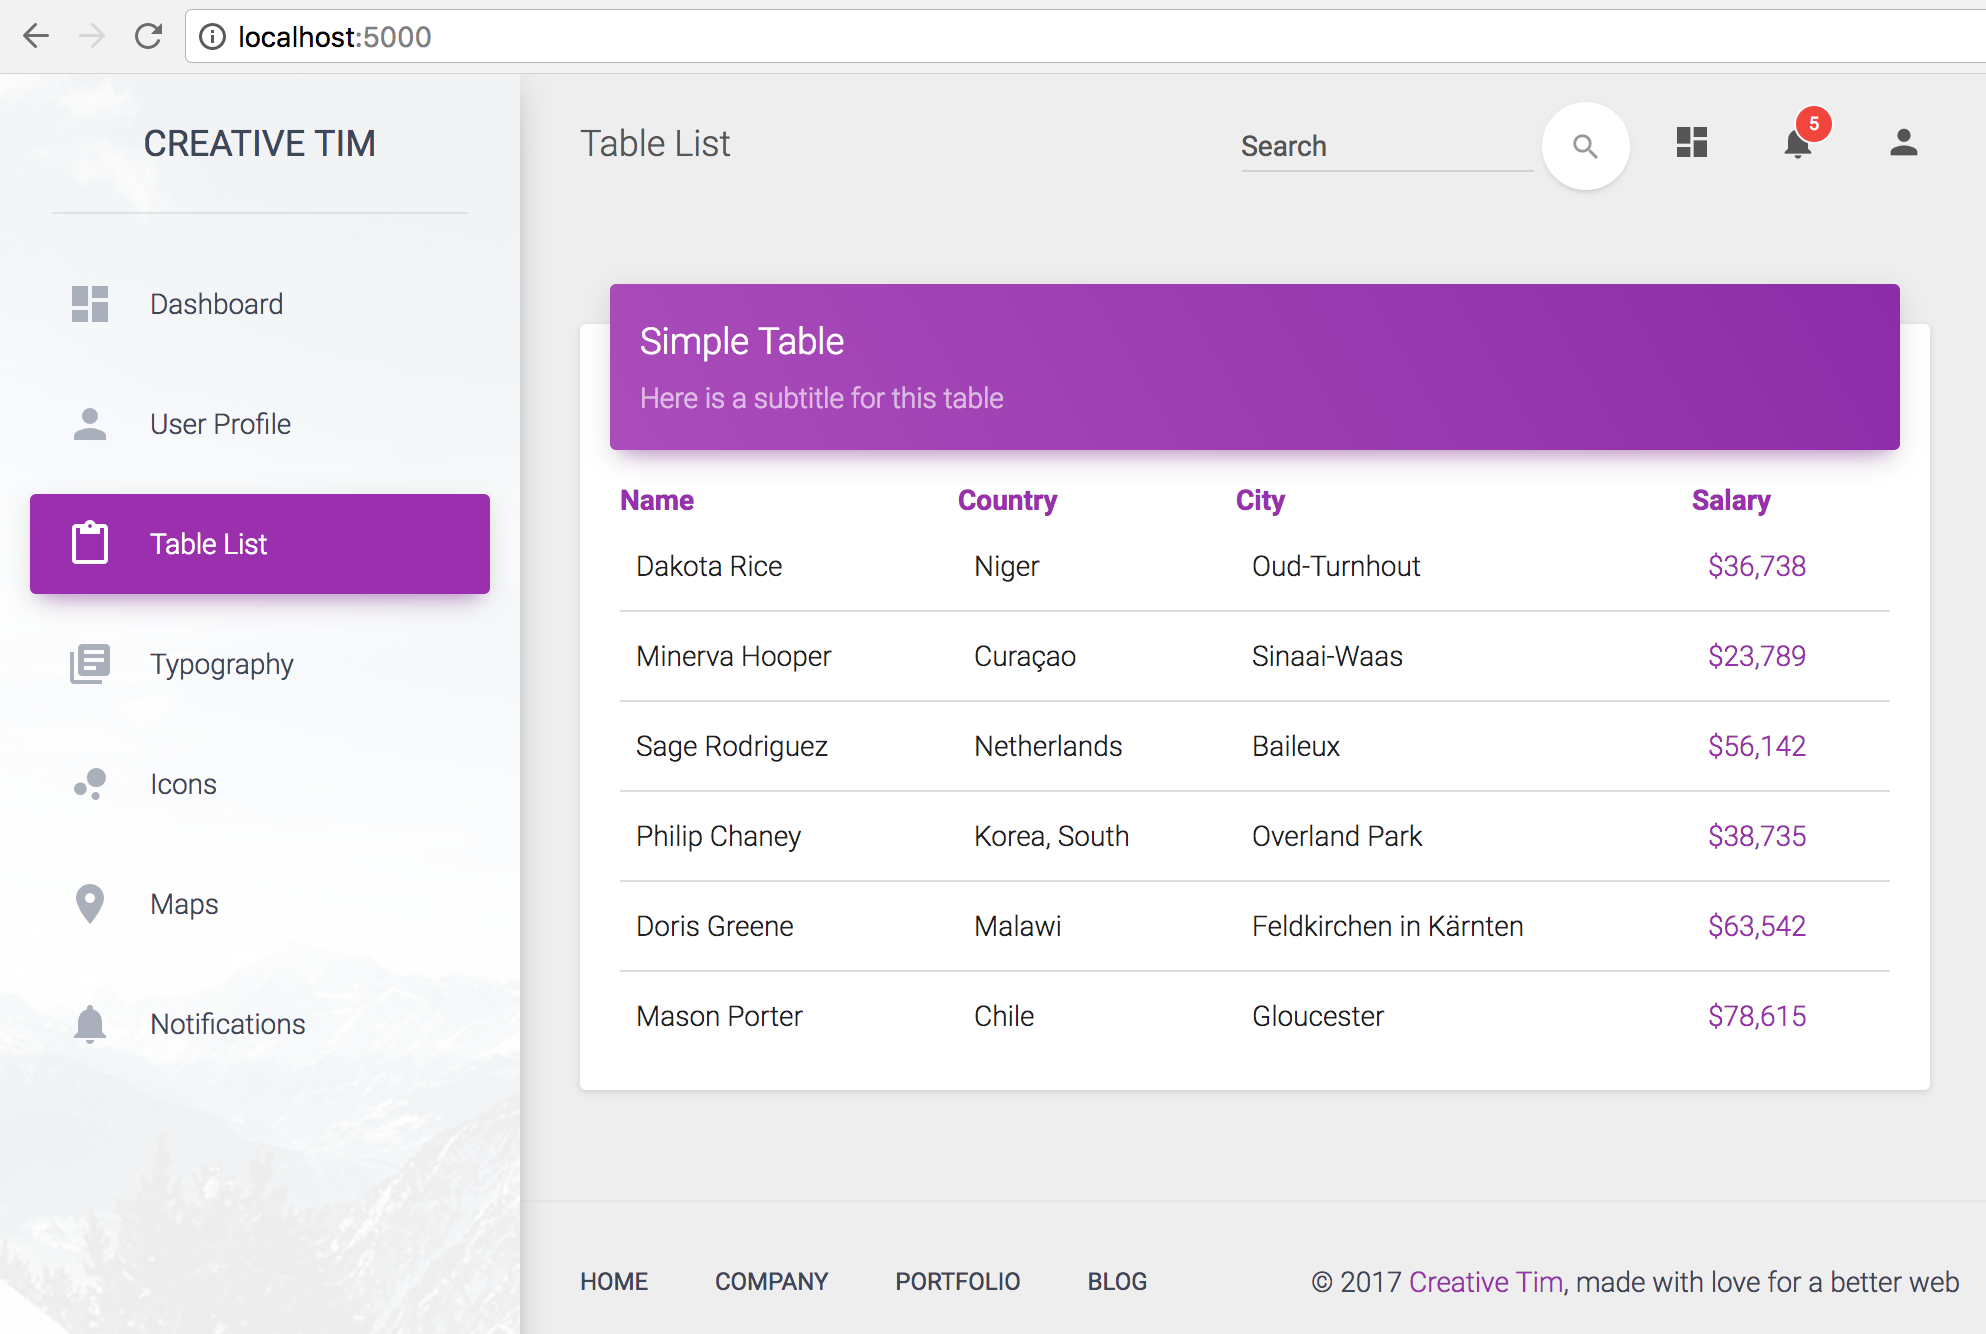 localhost:5000
CREATIVE TIM
Dashboard
User Profile
Table List
Typography
Icons
Maps
Notifications
Table List
Search
5
Simple Table
Here is a subtitle for this table
Name Country City Salary
Dakota Rice Niger Oud-Turnhout $36,738
Minerva Hooper Curaçao Sinaai-Waas $23,789
Sage Rodriguez Netherlands Baileux $56,142
Philip Chaney Korea, South Overland Park $38,735
Doris Greene Malawi Feldkirchen in Kärnten $63,542
Mason Porter Chile Gloucester $78,615
HOME COMPANY PORTFOLIO BLOG © 2017 Creative Tim, made with love for a better web